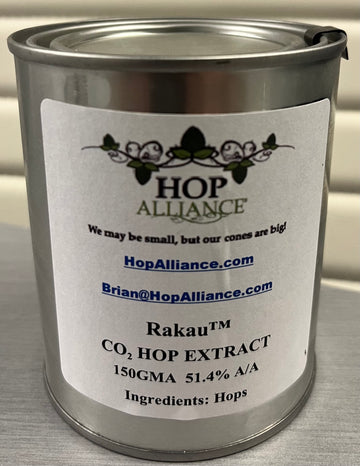 HOP
ALLIANCE
We may be small, but our cones are big!
HopAlliance.com
Brian@HopAlliance.com
Rakau™
CO₂ HOP EXTRACT
150GMA 51.4% A/A
Ingredients: Hops